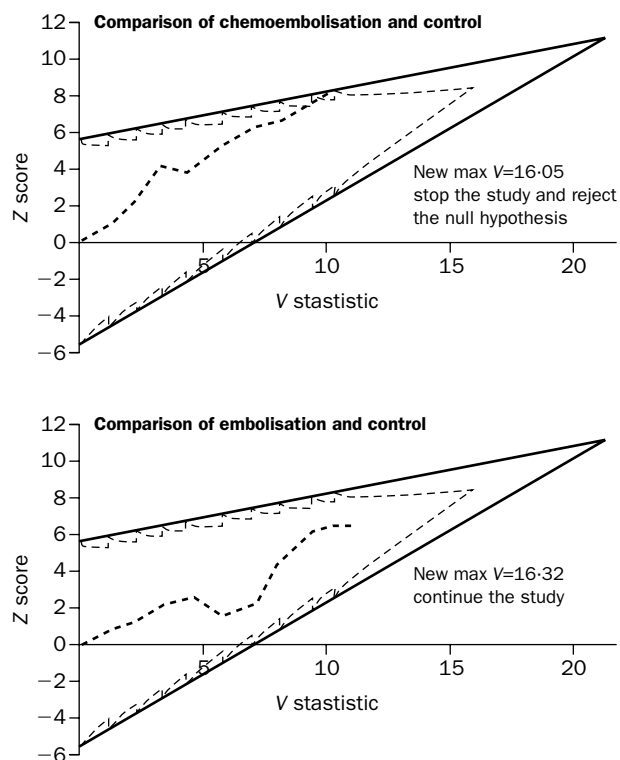 Comparison of chemoembolisation and control
12
10
8
6
4
2
0
−2
−4
−6
Z score
5
10
15
20
V stastistic
New max V=16·05
stop the study and reject
the null hypothesis
Comparison of embolisation and control
12
10
8
6
4
2
0
−2
−4
−6
Z score
5
10
15
20
V stastistic
New max V=16·32
continue the study